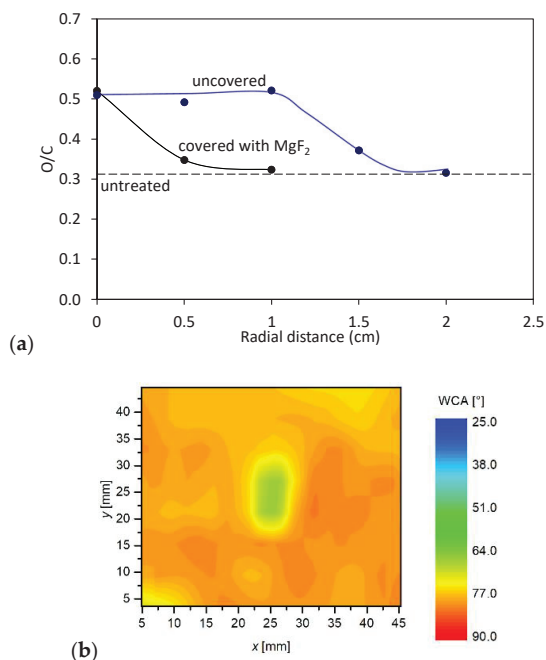 (a)
0.7
0.6
0.5
0.4
0.3
0.2
0.1
0.0
O/C
uncovered
covered with MgF₂
untreated
0 0.5 1 1.5 2 2.5
Radial distance (cm)
(b)
40
35
30
25
20
15
10
5
y [mm]
5 10 15 20 25 30 35 40 45
x [mm]
WCA [°]
25.0
38.0
51.0
64.0
77.0
90.0